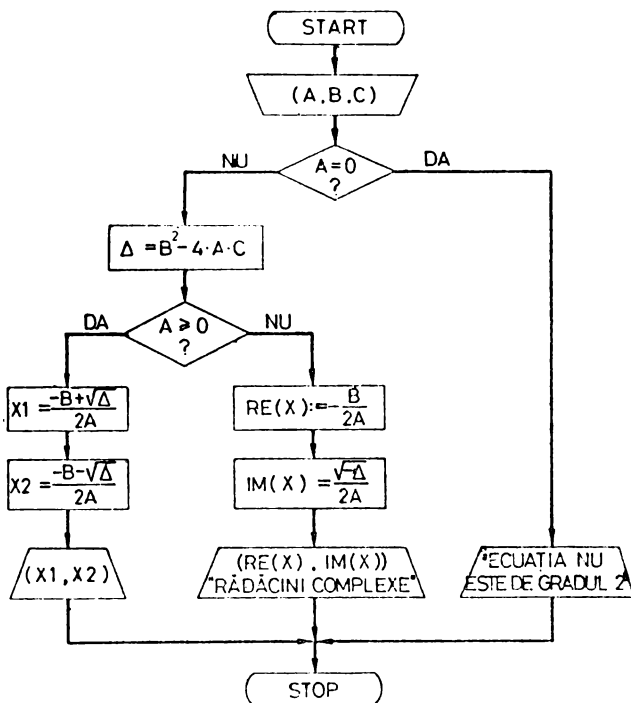 START
(A,B,C)
NU
A=0
?
DA
Δ = B² - 4·A·C
DA
A ≥ 0
?
NU
X1 = (-B+√Δ)/2A
RE(X):= -B/2A
X2 = (-B-√Δ)/2A
IM(X) = √-Δ/2A
(X1,X2)
(RE(X), IM(X))
"RĂDĂCINI COMPLEXE"
"ECUATIA NU
ESTE DE GRADUL 2"
STOP